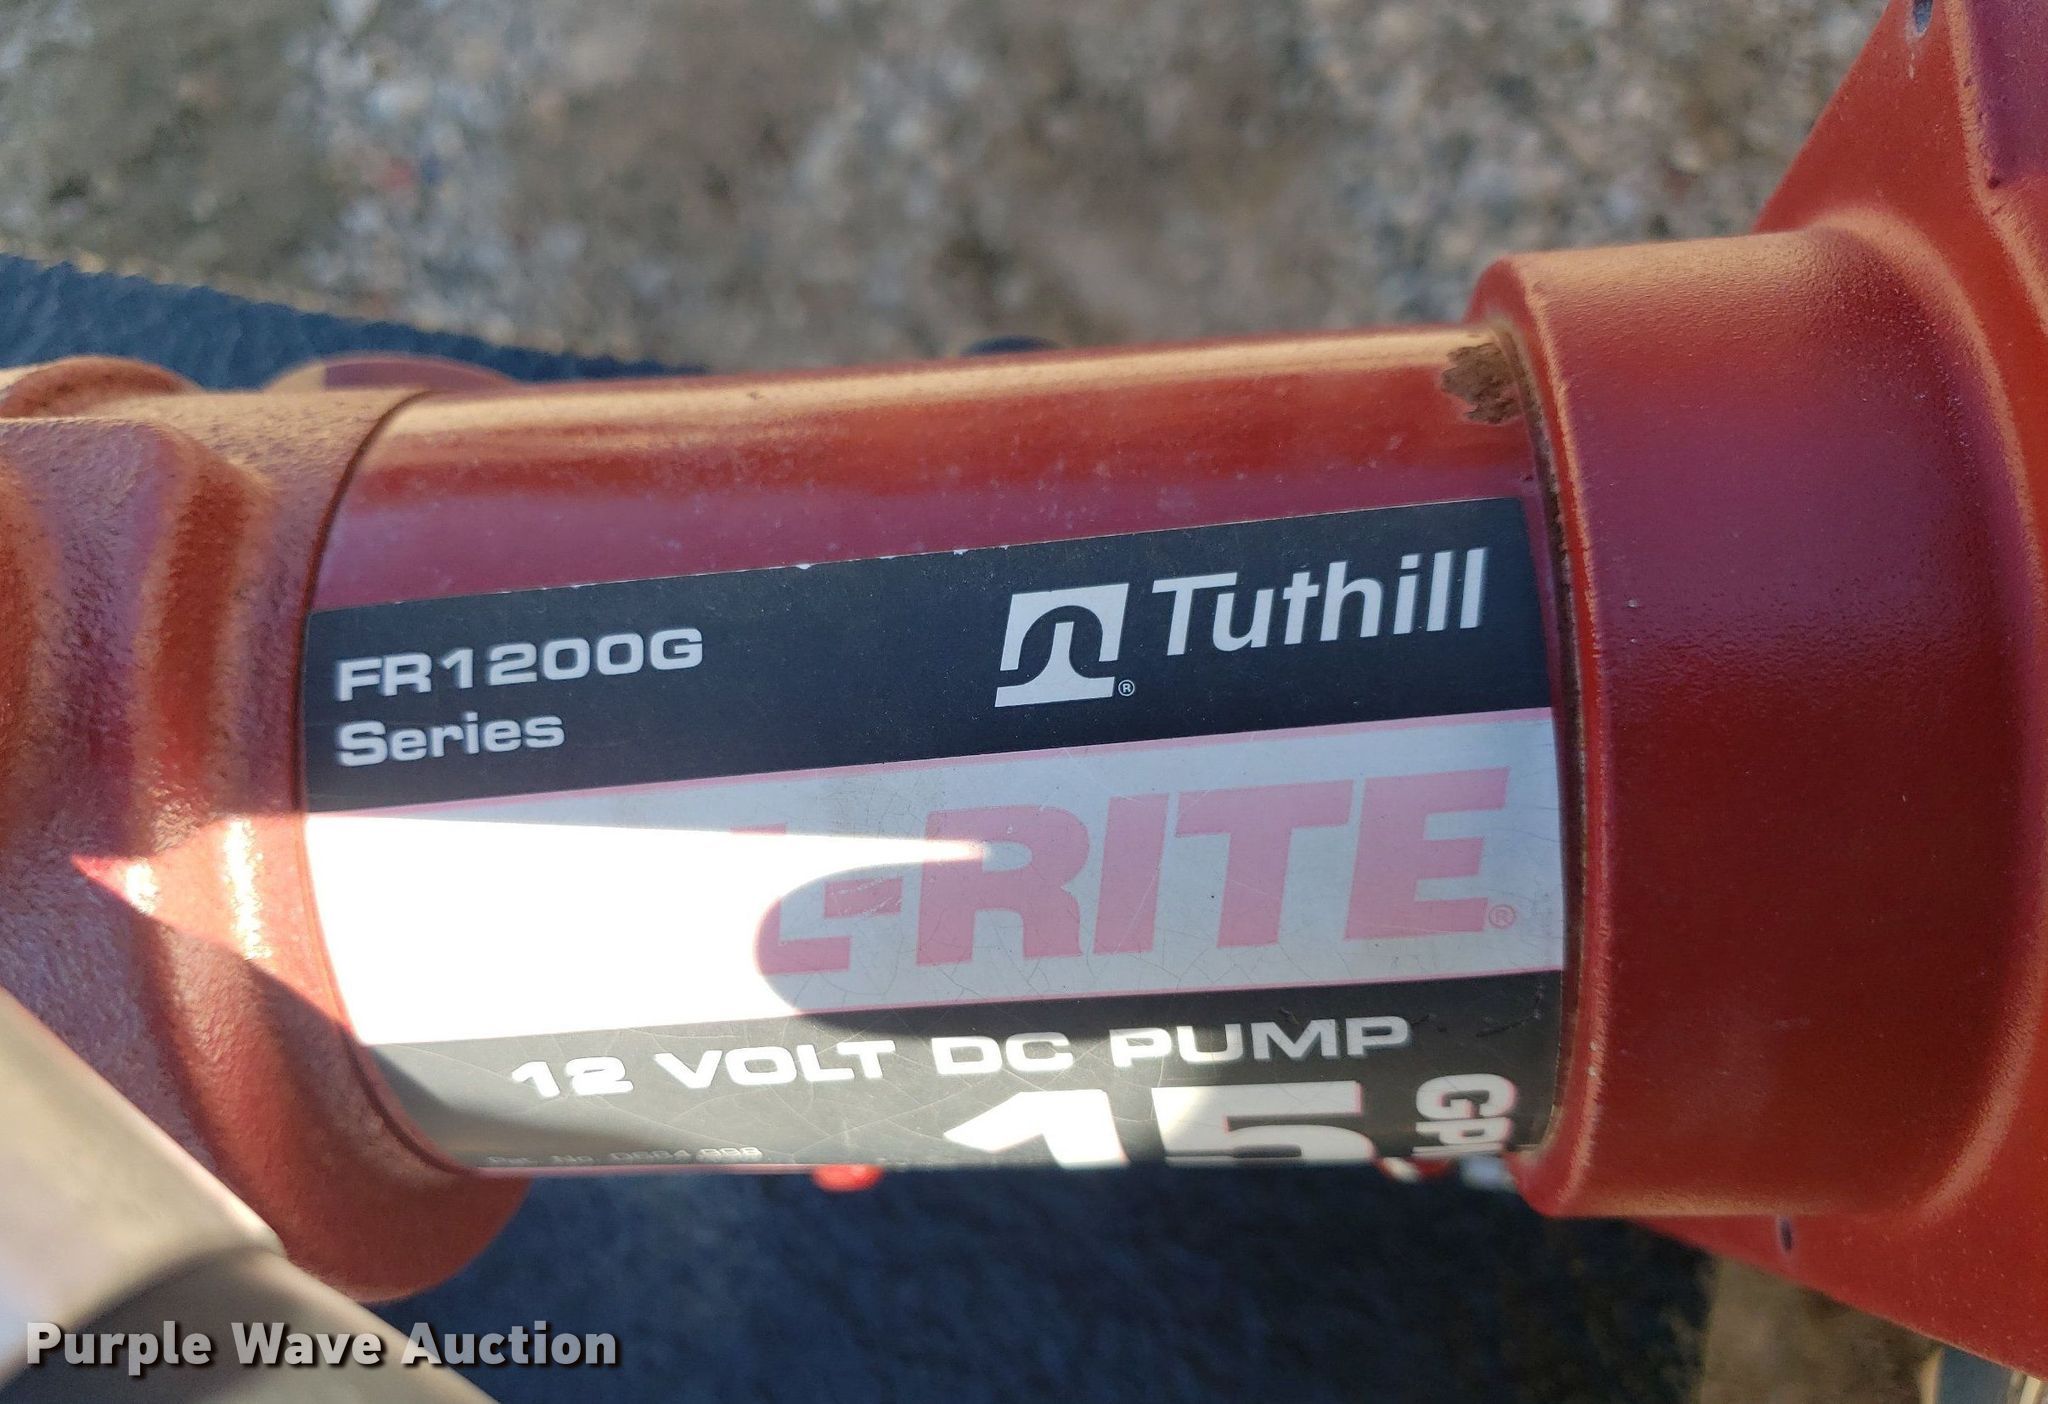 FR1200G
Series
Tuthill
L-RITE®
12 VOLT DC PUMP
15
Purple Wave Auction